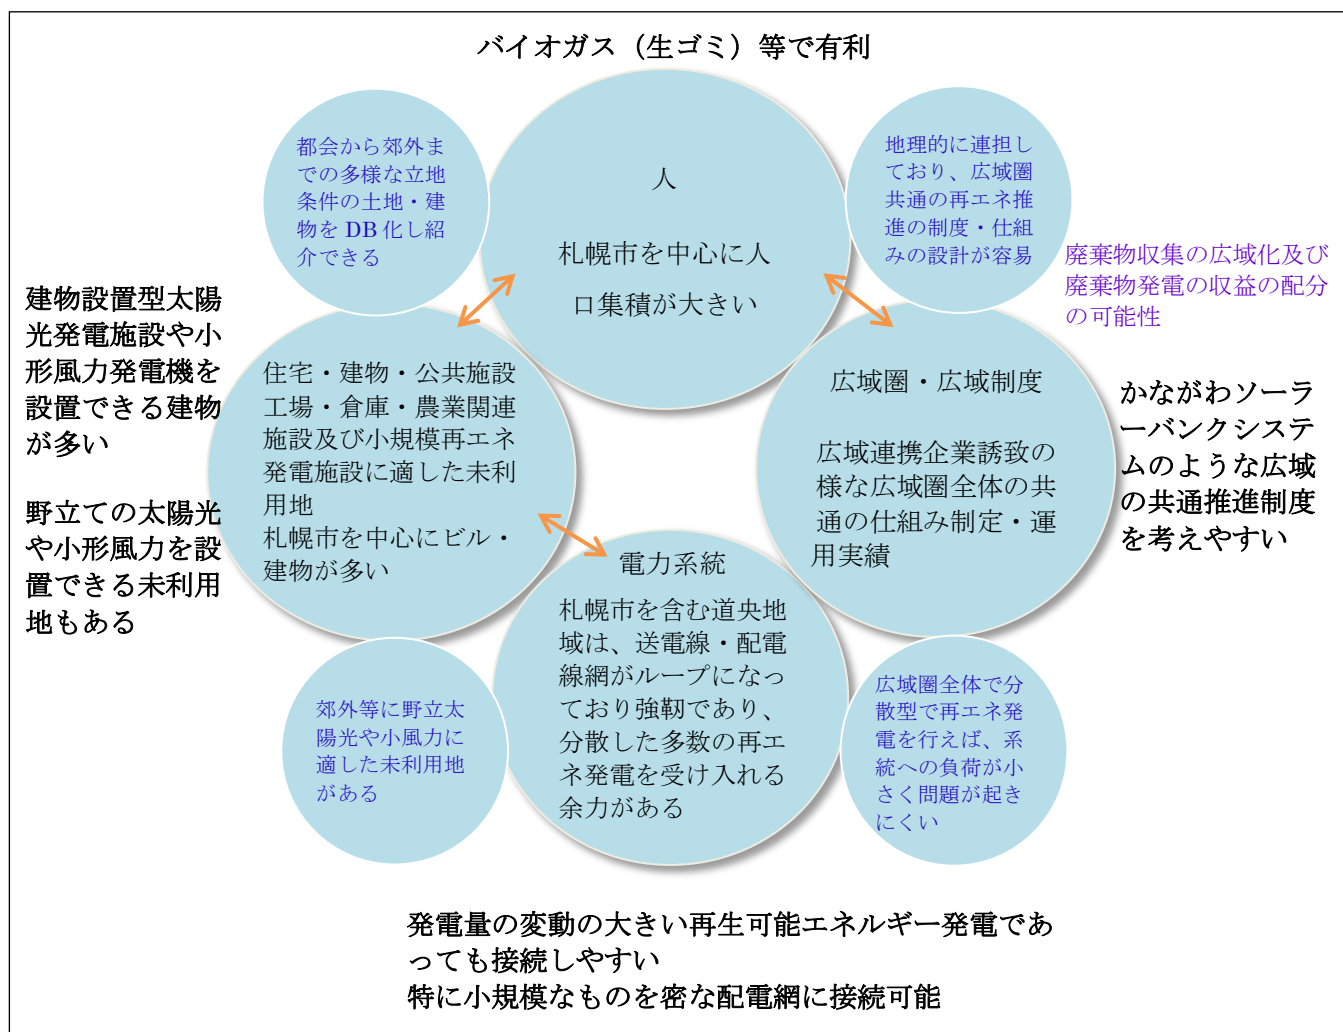 バイオガス（生ゴミ）等で有利
都会から郊外ま
での多様な立地
条件の土地・建
物を DB 化し紹
介できる
人
札幌市を中心に人
口集積が大きい
地理的に連担し
ており、広域圏
共通の再エネ推
進の制度・仕組
みの設計が容易
廃棄物収集の広域化及び
廃棄物発電の収益の配分
の可能性
建物設置型太陽
光発電施設や小
形風力発電機を
設置できる建物
が多い
野立ての太陽光
や小形風力を設
置できる未利用
地もある
住宅・建物・公共施設
工場・倉庫・農業関連
施設及び小規模再エネ
発電施設に適した未利
用地
札幌市を中心にビル・
建物が多い
広域圏・広域制度
広域連携企業誘致の
様な広域圏全体の共
通の仕組み制定・運
用実績
かながわソーラ
ーバンクシステ
ムのような広域
の共通推進制度
を考えやすい
電力系統
札幌市を含む道央地
域は、送電線・配電
線網がループになっ
ており強靭であり、
分散した多数の再エ
ネ発電を受け入れる
余力がある
郊外等に野立太
陽光や小風力に
適した未利用地
がある
広域圏全体で分
散型で再エネ発
電を行えば、系
統への負荷が小
さく問題が起き
にくい
発電量の変動の大きい再生可能エネルギー発電であ
っても接続しやすい
特に小規模なものを密な配電網に接続可能